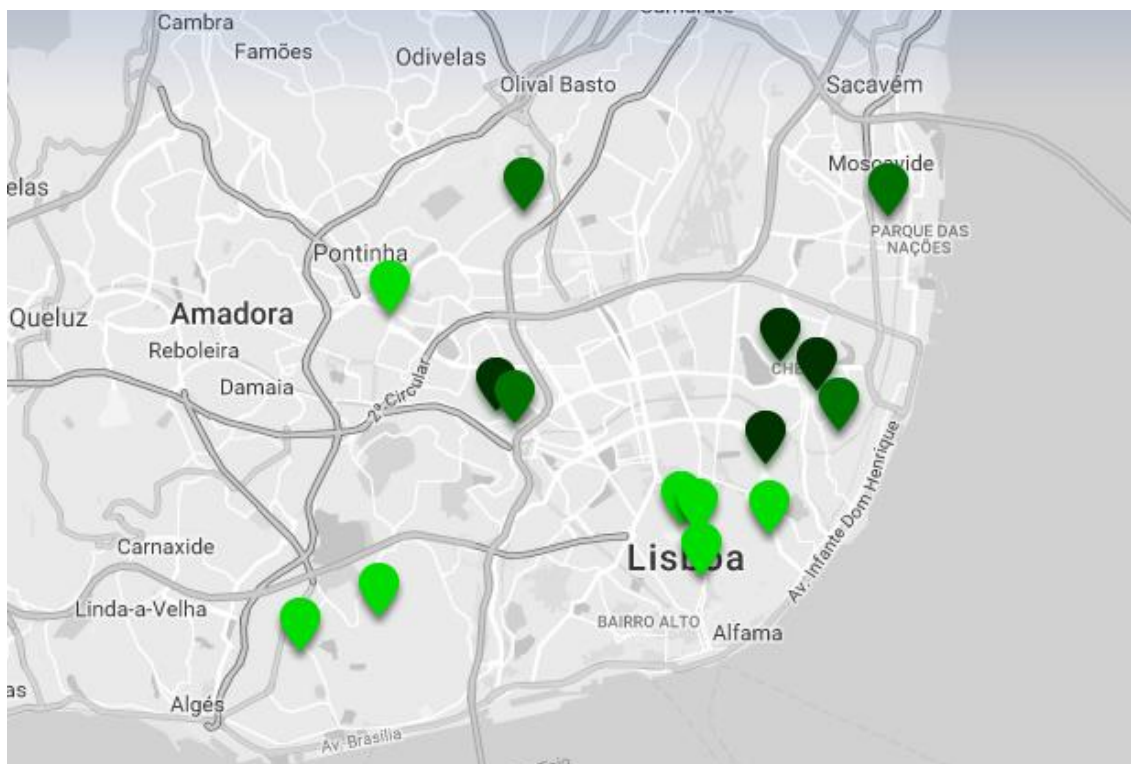 Cambra
Famões
Odivelas
Olival Basto
Sacavém
Moscavide
elas
PARQUE DAS
NAÇÕES
Pontinha
Amadora
Queluz
Reboleira
Damaia
2ª Circular
CHE
Av. Infante Dom Henrique
Carnaxide
Lisboa
Linda-a-Velha
BAIRRO ALTO
Alfama
as
Algés
Av. Brasília